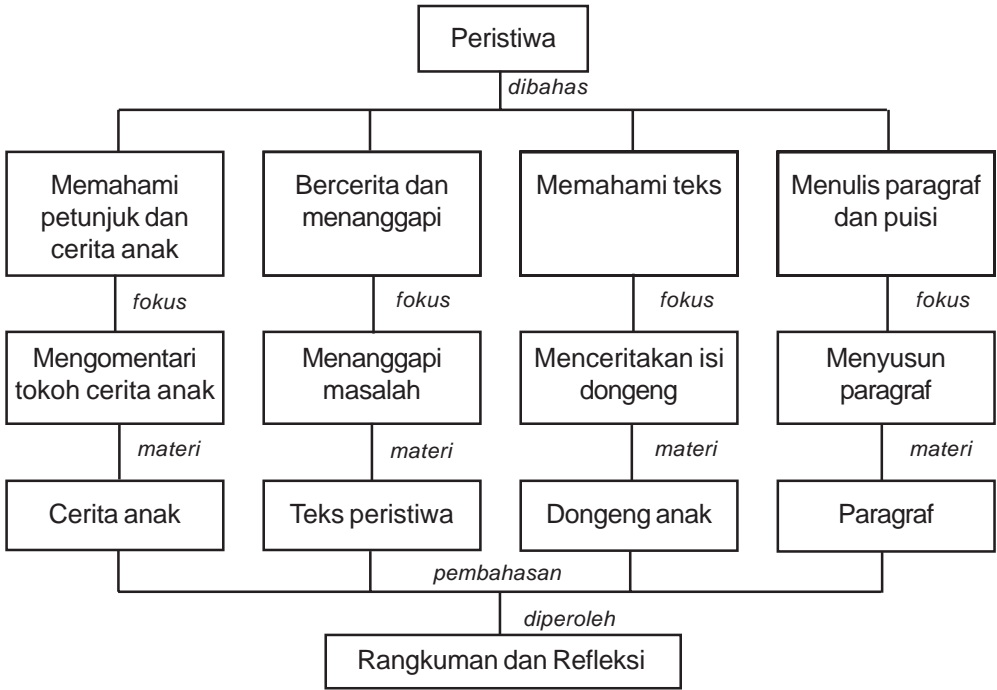 Peristiwa
dibahas
Memahami
petunjuk dan
cerita anak
Bercerita dan
menanggapi
Memahami teks
Menulis paragraf
dan puisi
fokus
fokus
fokus
fokus
Mengomentari
tokoh cerita anak
Menanggapi
masalah
Menceritakan isi
dongeng
Menyusun
paragraf
materi
materi
materi
materi
Cerita anak
Teks peristiwa
Dongeng anak
Paragraf
pembahasan
diperoleh
Rangkuman dan Refleksi